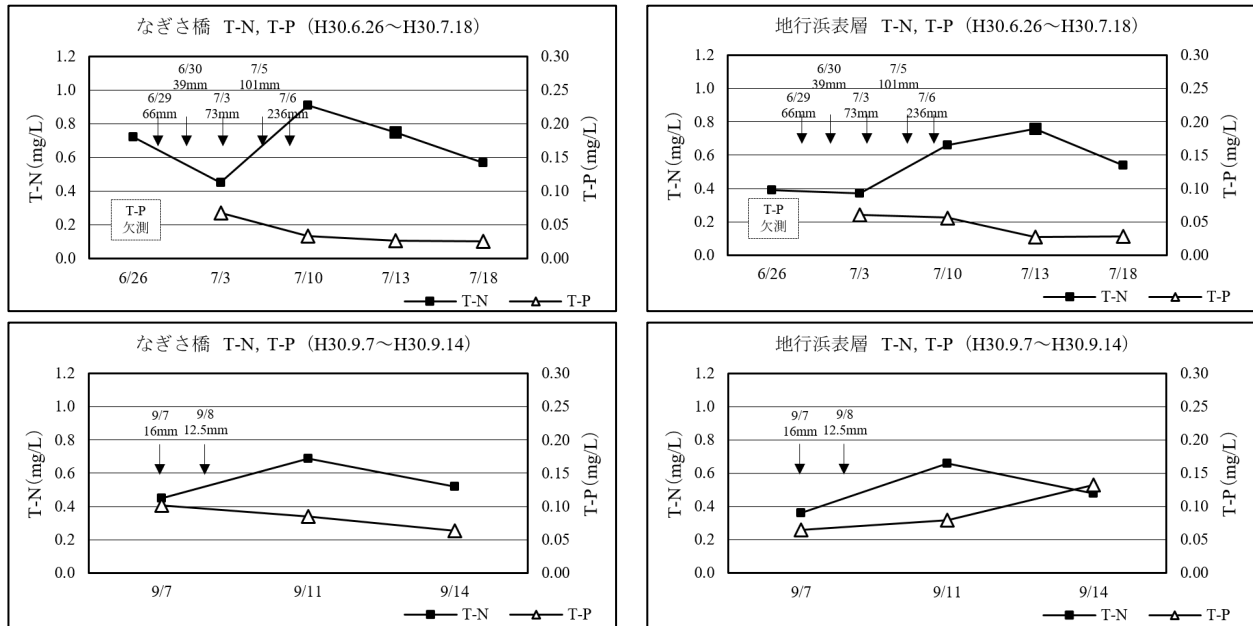 なぎさ橋 T-N, T-P (H30.6.26～H30.7.18)
T-N(mg/L)
1.2
1.0
0.8
0.6
0.4
0.2
0.0
6/29
66mm
6/30
39mm
7/3
73mm
7/5
101mm
7/6
236mm
T-P
欠測
0.30
0.25
0.20
0.15
0.10
0.05
0.00
T-P(mg/L)
6/26 7/3 7/10 7/13 7/18
T-N T-P
地行浜表層 T-N, T-P (H30.6.26～H30.7.18)
T-N(mg/L)
1.2
1.0
0.8
0.6
0.4
0.2
0.0
6/29
66mm
6/30
39mm
7/3
73mm
7/5
101mm
7/6
236mm
T-P
欠測
0.30
0.25
0.20
0.15
0.10
0.05
0.00
T-P(mg/L)
6/26 7/3 7/10 7/13 7/18
T-N T-P
なぎさ橋 T-N, T-P (H30.9.7～H30.9.14)
T-N(mg/L)
1.2
1.0
0.8
0.6
0.4
0.2
0.0
9/7
16mm
9/8
12.5mm
0.30
0.25
0.20
0.15
0.10
0.05
0.00
T-P(mg/L)
9/7 9/11 9/14
T-N T-P
地行浜表層 T-N, T-P (H30.9.7～H30.9.14)
T-N(mg/L)
1.2
1.0
0.8
0.6
0.4
0.2
0.0
9/7
16mm
9/8
12.5mm
0.30
0.25
0.20
0.15
0.10
0.05
0.00
T-P(mg/L)
9/7 9/11 9/14
T-N T-P